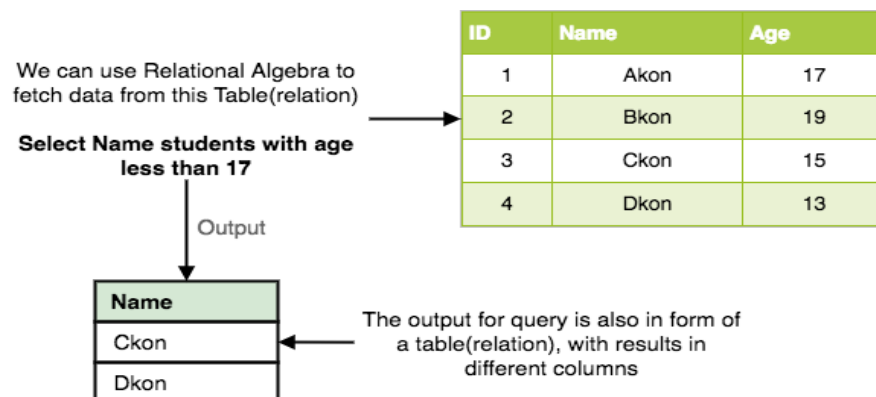 We can use Relational Algebra to
fetch data from this Table(relation)
Select Name students with age
less than 17
ID Name Age
1 Akon 17
2 Bkon 19
3 Ckon 15
4 Dkon 13
Output
Name
Ckon
Dkon
The output for query is also in form of
a table(relation), with results in
different columns